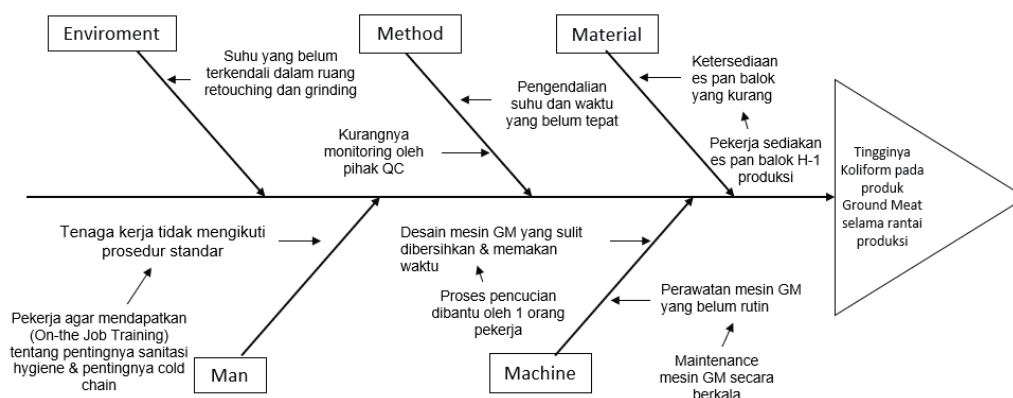 Enviroment
Method
Material
Suhu yang belum
terkendali dalam ruang
retouching dan grinding
Kurangnya
monitoring oleh
pihak QC
Pengendalian
suhu dan waktu
yang belum tepat
Ketersediaan
es pan balok
yang kurang
Pekerja sediakan
es pan balok H-1
produksi
Tingginya
Koliform pada
produk
Ground Meat
selama rantai
produksi
Tenaga kerja tidak mengikuti
prosedur standar
Pekerja agar mendapatkan
(On-the Job Training)
tentang pentingnya sanitasi
hygiene & pentingnya cold
chain
Man
Desain mesin GM yang sulit
dibersihkan & memakan
waktu
Proses pencucian
dibantu oleh 1 orang
pekerja
Machine
Perawatan mesin GM
yang belum rutin
Maintenance
mesin GM secara
berkala